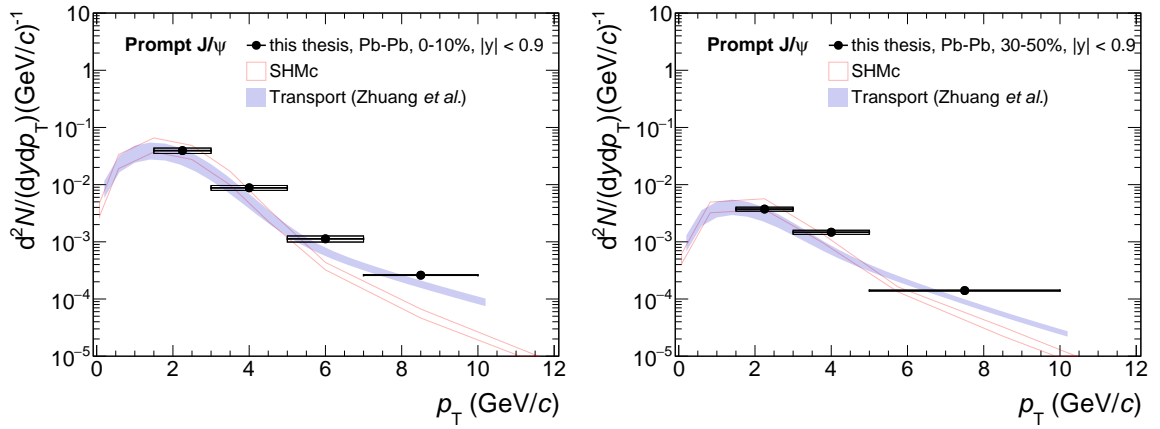 10
1
10⁻¹
10⁻²
10⁻³
10⁻⁴
10⁻⁵
d²N/(dydp_T)(GeV/c)⁻¹
Prompt J/ψ
this thesis, Pb-Pb, 0-10%, |y| < 0.9
SHMc
Transport (Zhuang et al.)
0 2 4 6 8 10 12
p_T (GeV/c)
10
1
10⁻¹
10⁻²
10⁻³
10⁻⁴
10⁻⁵
d²N/(dydp_T)(GeV/c)⁻¹
Prompt J/ψ
this thesis, Pb-Pb, 30-50%, |y| < 0.9
SHMc
Transport (Zhuang et al.)
0 2 4 6 8 10 12
p_T (GeV/c)